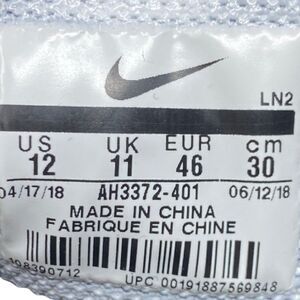 LN2
US UK EUR cm
12 11 46 30
04/17/18 AH3372-401 06/12/18
MADE IN CHINA
FABRIQUE EN CHINE
198390712
UPC 00191887569848